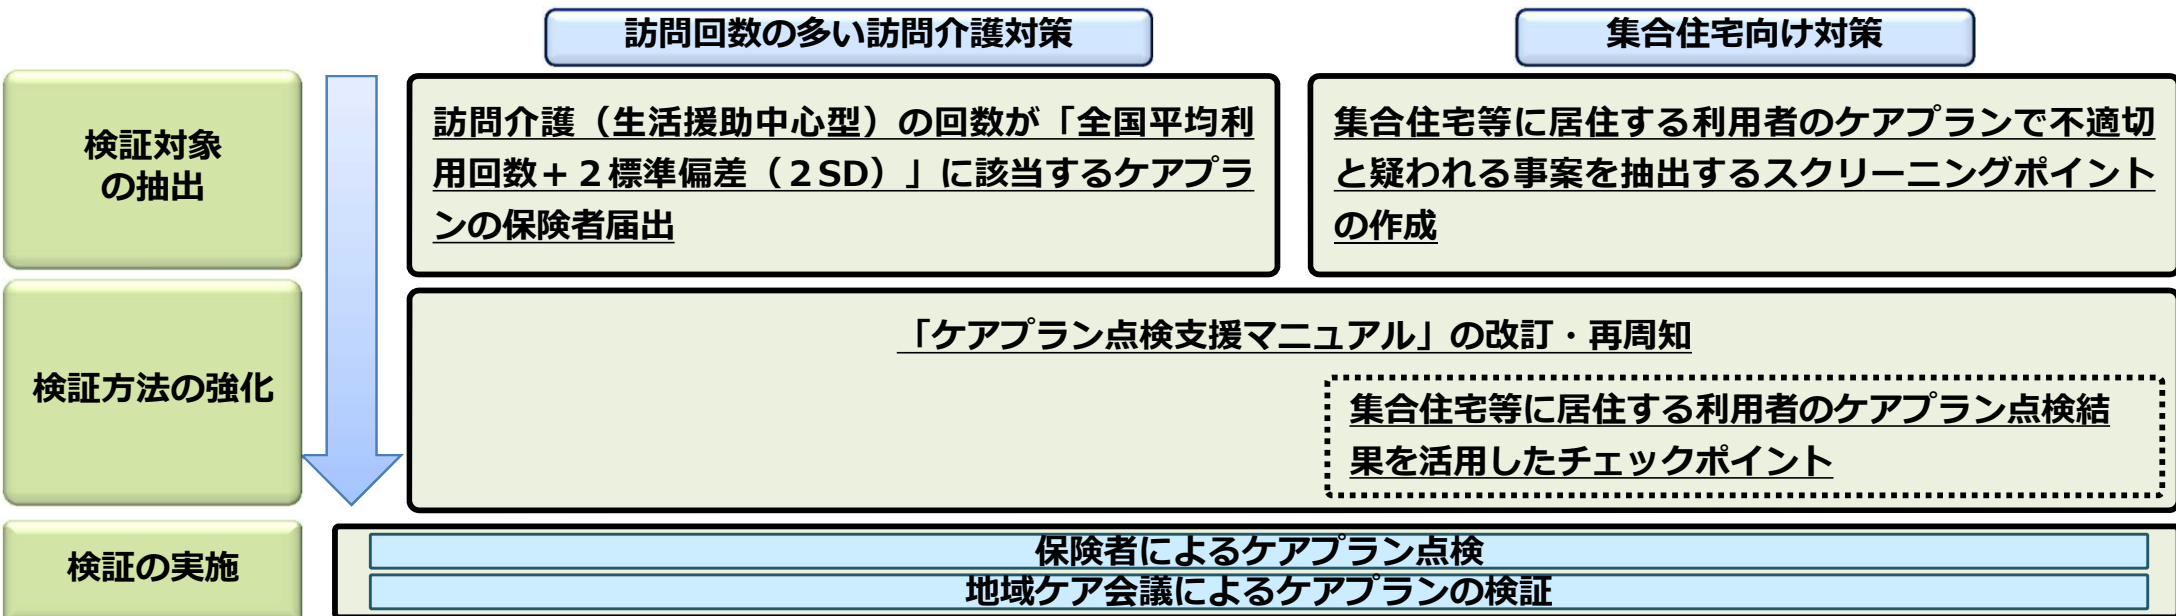 訪問回数の多い訪問介護対策
集合住宅向け対策
検証対象
の抽出
訪問介護（生活援助中心型）の回数が「全国平均利
用回数＋２標準偏差（２SD）」に該当するケアプラ
ンの保険者届出
集合住宅等に居住する利用者のケアプランで不適切
と疑われる事案を抽出するスクリーニングポイント
の作成
検証方法の強化
「ケアプラン点検支援マニュアル」の改訂・再周知
集合住宅等に居住する利用者のケアプラン点検結
果を活用したチェックポイント
検証の実施
保険者によるケアプラン点検
地域ケア会議によるケアプランの検証